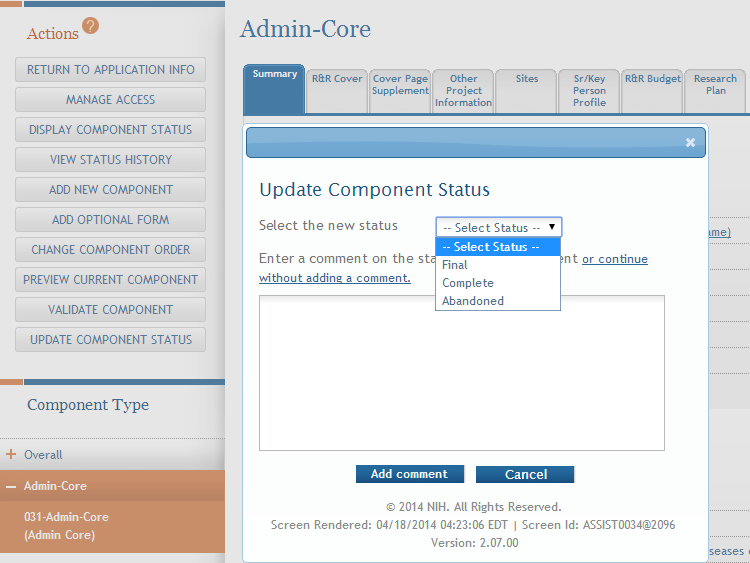 Actions ?
RETURN TO APPLICATION INFO
MANAGE ACCESS
DISPLAY COMPONENT STATUS
VIEW STATUS HISTORY
ADD NEW COMPONENT
ADD OPTIONAL FORM
CHANGE COMPONENT ORDER
PREVIEW CURRENT COMPONENT
VALIDATE COMPONENT
UPDATE COMPONENT STATUS
Component Type
+ Overall
– Admin-Core
031-Admin-Core
(Admin Core)
Admin-Core
Summary
R&R Cover
Cover Page
Supplement
Other
Project
Information
Sites
Sr/Key
Person
Profile
R&R Budget
Research
Plan
×
Update Component Status
Select the new status
-- Select Status --
-- Select Status --
Final
Complete
Abandoned
Enter a comment on the or continue
without adding a comment.
Add comment
Cancel
© 2014 NIH. All Rights Reserved.
Screen Rendered: 04/18/2014 04:23:06 EDT | Screen Id: ASSIST0034@2096
Version: 2.07.00
ame)
seases